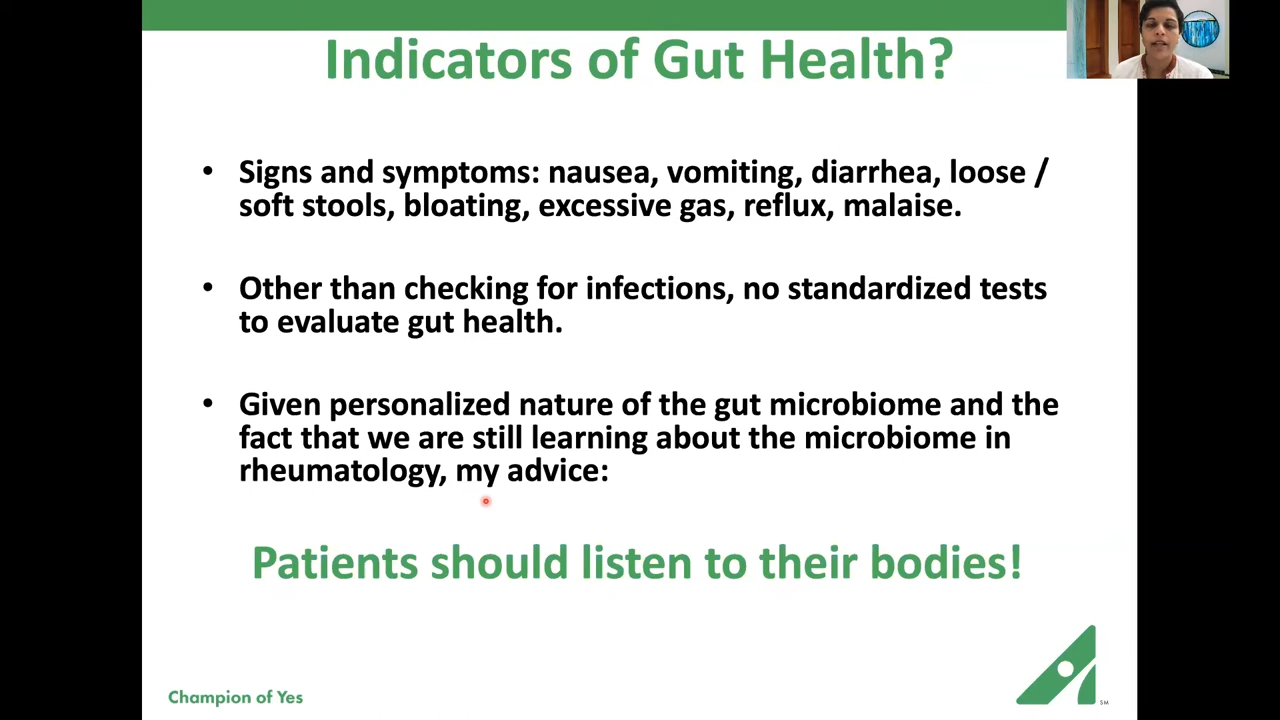 Indicators of Gut Health?
• Signs and symptoms: nausea, vomiting, diarrhea, loose /
soft stools, bloating, excessive gas, reflux, malaise.
• Other than checking for infections, no standardized tests
to evaluate gut health.
• Given personalized nature of the gut microbiome and the
fact that we are still learning about the microbiome in
rheumatology, my advice:
Patients should listen to their bodies!
Champion of Yes
SM